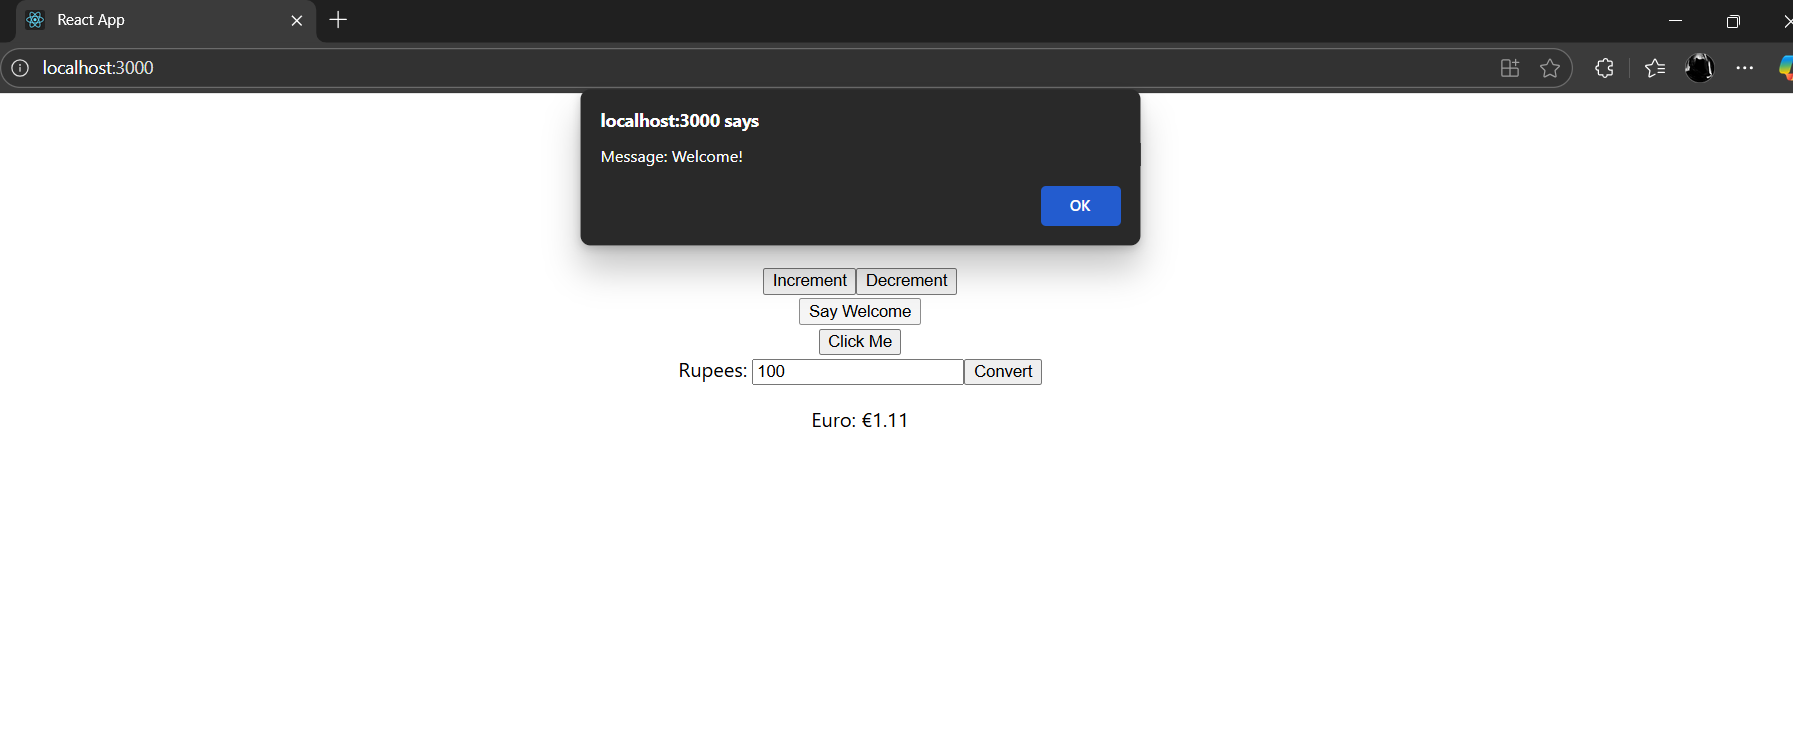 React App
localhost:3000
localhost:3000 says
Message: Welcome!
OK
Increment Decrement
Say Welcome
Click Me
Rupees: 100 Convert
Euro: €1.11